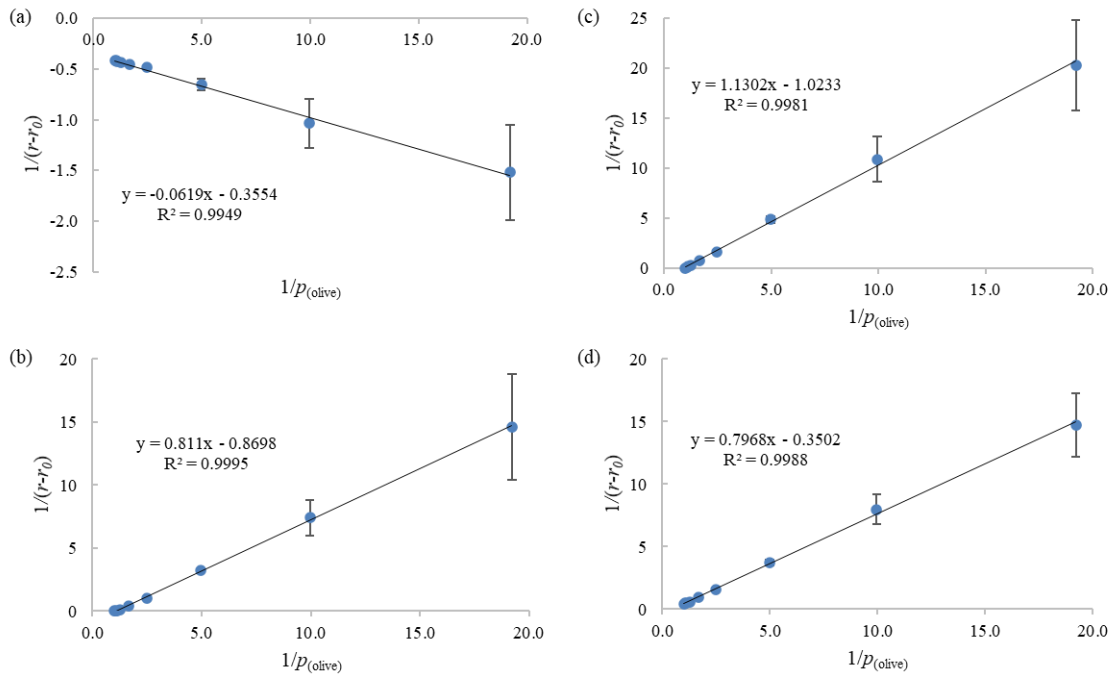 (a)
0.0
0.0 5.0 10.0 15.0 20.0
-0.5
-1.0
-1.5
-2.0
-2.5
1/(r-r0)
y = -0.0619x - 0.3554
R² = 0.9949
1/p(olive)
(b)
20
15
10
5
0
0.0 5.0 10.0 15.0 20.0
1/(r-r0)
y = 0.811x - 0.8698
R² = 0.9995
1/p(olive)
(c)
25
20
15
10
5
0
0.0 5.0 10.0 15.0 20.0
1/(r-r0)
y = 1.1302x - 1.0233
R² = 0.9981
1/p(olive)
(d)
20
15
10
5
0
0.0 5.0 10.0 15.0 20.0
1/(r-r0)
y = 0.7968x - 0.3502
R² = 0.9988
1/p(olive)